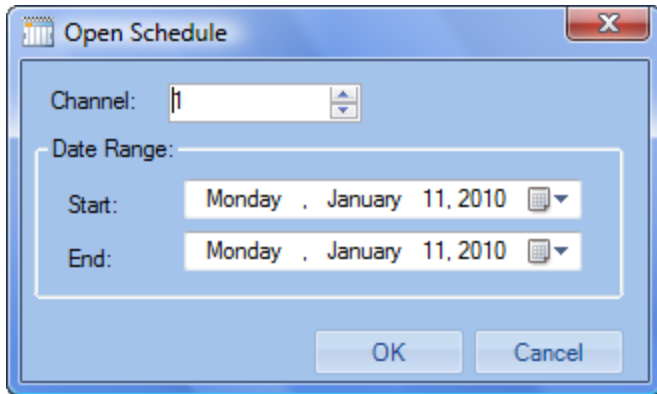 Open Schedule
Channel: 1
Date Range:
Start: Monday , January 11, 2010
End: Monday , January 11, 2010
OK Cancel